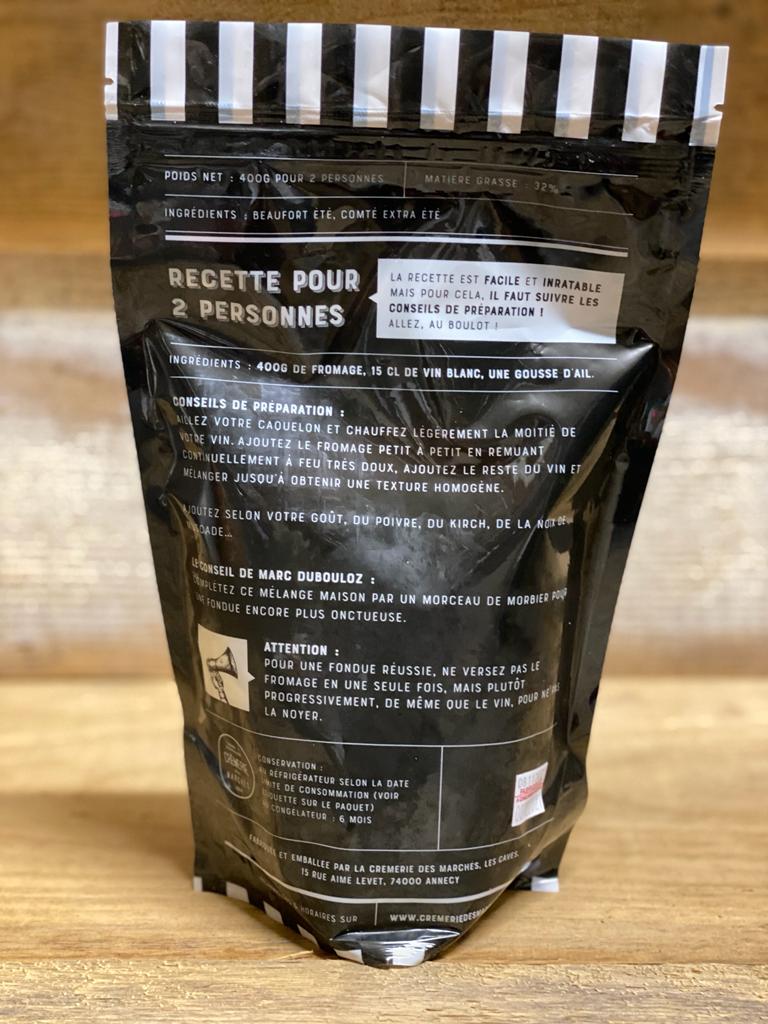 POIDS NET : 400G POUR 2 PERSONNES
MATIÈRE GRASSE : 32%
INGRÉDIENTS : BEAUFORT ÉTÉ, COMTÉ EXTRA ÉTÉ
RECETTE POUR
2 PERSONNES
LA RECETTE EST FACILE ET INRATABLE
MAIS POUR CELA, IL FAUT SUIVRE LES
CONSEILS DE PRÉPARATION !
ALLEZ, AU BOULOT !
INGRÉDIENTS : 400G DE FROMAGE, 15 CL DE VIN BLANC, UNE GOUSSE D'AIL.
CONSEILS DE PRÉPARATION :
AILLEZ VOTRE CAQUELON ET CHAUFFEZ LÉGÈREMENT LA MOITIÉ DE
VOTRE VIN. AJOUTEZ LE FROMAGE PETIT À PETIT EN REMUANT
CONTINUELLEMENT À FEU TRÈS DOUX, AJOUTEZ LE RESTE DU VIN ET
MÉLANGER JUSQU'À OBTENIR UNE TEXTURE HOMOGÈNE.
AJOUTEZ SELON VOTRE GOÛT, DU POIVRE, DU KIRCH, DE LA NOIX DE
MUSCADE...
LE CONSEIL DE MARC DUBOULOZ :
COMPLÉTEZ CE MÉLANGE MAISON PAR UN MORCEAU DE MORBIER POUR
UNE FONDUE ENCORE PLUS ONCTUEUSE.
ATTENTION :
POUR UNE FONDUE RÉUSSIE, NE VERSEZ PAS LE
FROMAGE EN UNE SEULE FOIS, MAIS PLUTÔT
PROGRESSIVEMENT, DE MÊME QUE LE VIN, POUR NE PAS
LA NOYER.
CRÈMERIE
MARCHÉS
CONSERVATION :
AU RÉFRIGÉRATEUR SELON LA DATE
LIMITE DE CONSOMMATION (VOIR
ÉTIQUETTE SUR LE PAQUET)
AU CONGÉLATEUR : 6 MOIS
FABRIQUÉE ET EMBALLÉE PAR LA CREMERIE DES MARCHÉS, LES CAVES,
15 RUE AIMÉ LEVET, 74000 ANNECY
& HORAIRES SUR
WWW.CREMERIEDESMA